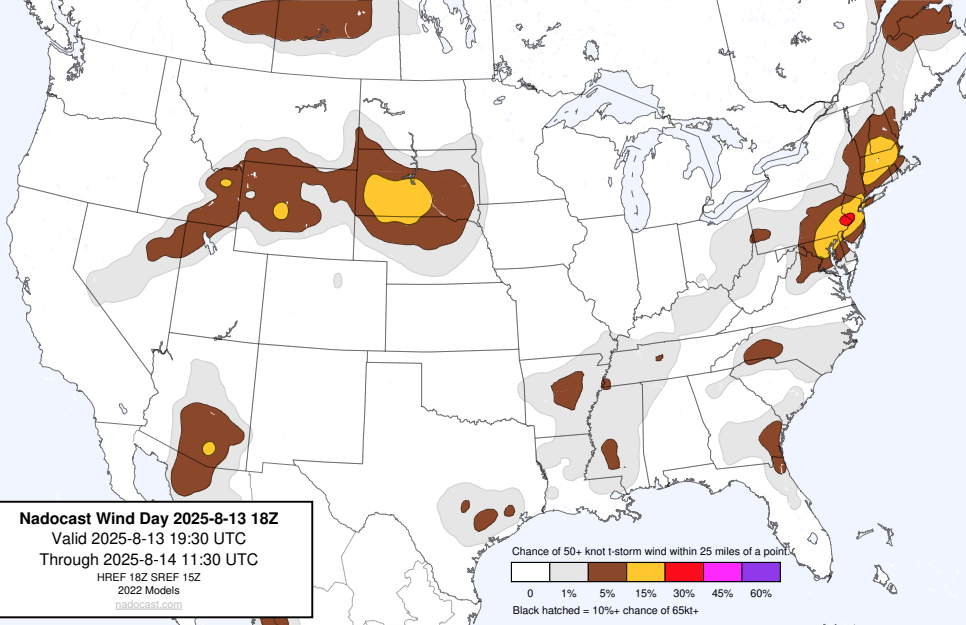 Nadocast Wind Day 2025-8-13 18Z
Valid 2025-8-13 19:30 UTC
Through 2025-8-14 11:30 UTC
HREF 18Z SREF 15Z
2022 Models
nadocast.com
Chance of 50+ knot t-storm wind within 25 miles of a point.
0 1% 5% 15% 30% 45% 60%
Black hatched = 10%+ chance of 65kt+